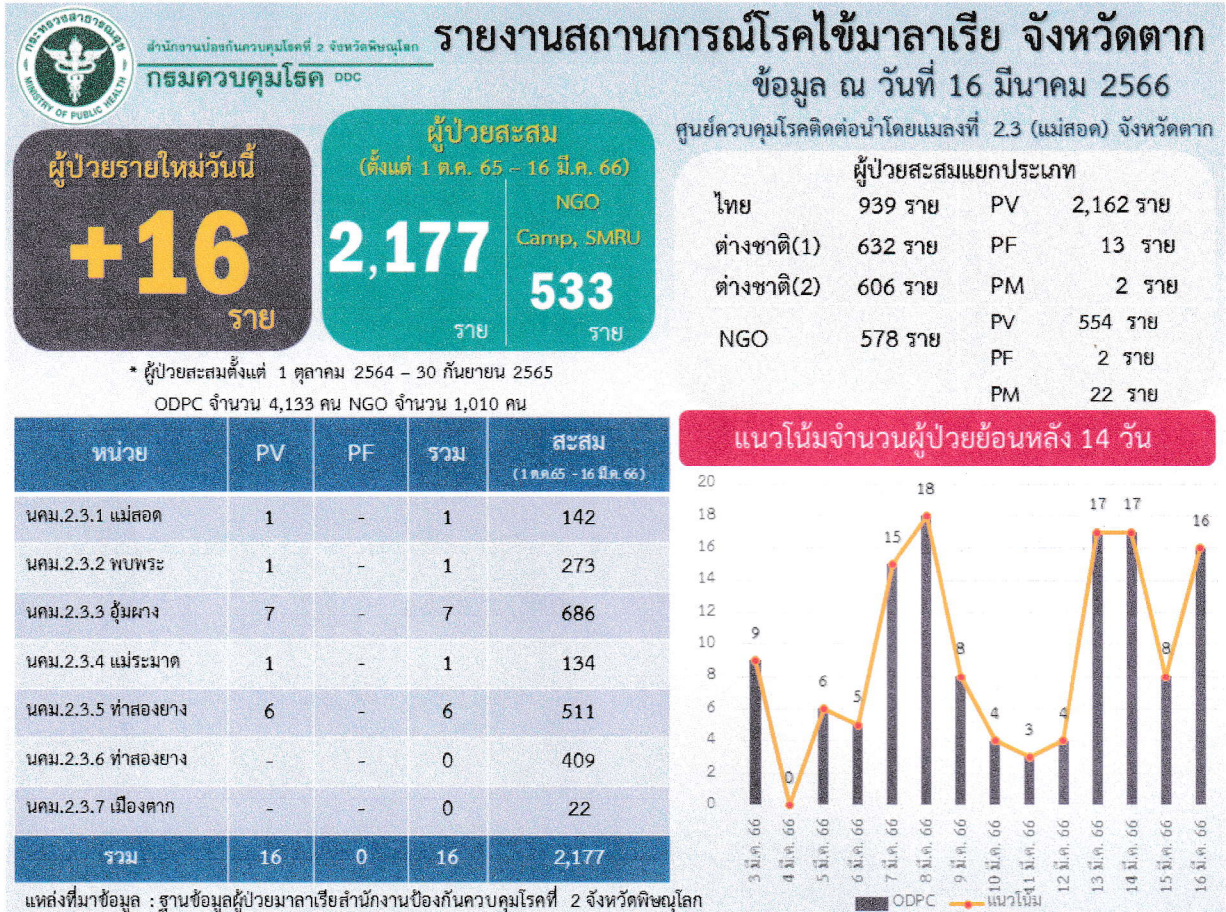 กระทรวงสาธารณสุข
MINISTRY OF PUBLIC HEALTH
สำนักงานป้องกันควบคุมโรคที่ 2 จังหวัดพิษณุโลก
กรมควบคุมโรค DDC
รายงานสถานการณ์โรคไข้มาลาเรีย จังหวัดตาก
ข้อมูล ณ วันที่ 16 มีนาคม 2566
ศูนย์ควบคุมโรคติดต่อนำโดยแมลงที่ 2.3 (แม่สอด) จังหวัดตาก
ผู้ป่วยรายใหม่วันนี้
+16
ราย
ผู้ป่วยสะสม
(ตั้งแต่ 1 ต.ค. 65 – 16 มี.ค. 66)
2,177
ราย
NGO
Camp, SMRU
533
ราย
ผู้ป่วยสะสมแยกประเภท
ไทย 939 ราย PV 2,162 ราย
ต่างชาติ(1) 632 ราย PF 13 ราย
ต่างชาติ(2) 606 ราย PM 2 ราย
NGO 578 ราย PV 554 ราย
PF 2 ราย
PM 22 ราย
* ผู้ป่วยสะสมตั้งแต่ 1 ตุลาคม 2564 – 30 กันยายน 2565
ODPC จำนวน 4,133 คน NGO จำนวน 1,010 คน
หน่วย PV PF รวม สะสม
(1 ต.ค.65 - 16 มี.ค. 66)
นคม.2.3.1 แม่สอด 1 - 1 142
นคม.2.3.2 พบพระ 1 - 1 273
นคม.2.3.3 อุ้มผาง 7 - 7 686
นคม.2.3.4 แม่ระมาด 1 - 1 134
นคม.2.3.5 ท่าสองยาง 6 - 6 511
นคม.2.3.6 ท่าสองยาง - - 0 409
นคม.2.3.7 เมืองตาก - - 0 22
รวม 16 0 16 2,177
แหล่งที่มาข้อมูล : ฐานข้อมูลผู้ป่วยมาลาเรียสำนักงานป้องกันควบคุมโรคที่ 2 จังหวัดพิษณุโลก
แนวโน้มจำนวนผู้ป่วยย้อนหลัง 14 วัน
20
18
16
14
12
10
8
6
4
2
0
9 0 6 5 15 18 8 4 3 4 17 17 8 16
3 มี.ค. 66
4 มี.ค. 66
5 มี.ค. 66
6 มี.ค. 66
7 มี.ค. 66
8 มี.ค. 66
9 มี.ค. 66
10 มี.ค. 66
11 มี.ค. 66
12 มี.ค. 66
13 มี.ค. 66
14 มี.ค. 66
15 มี.ค. 66
16 มี.ค. 66
ODPC แนวโน้ม